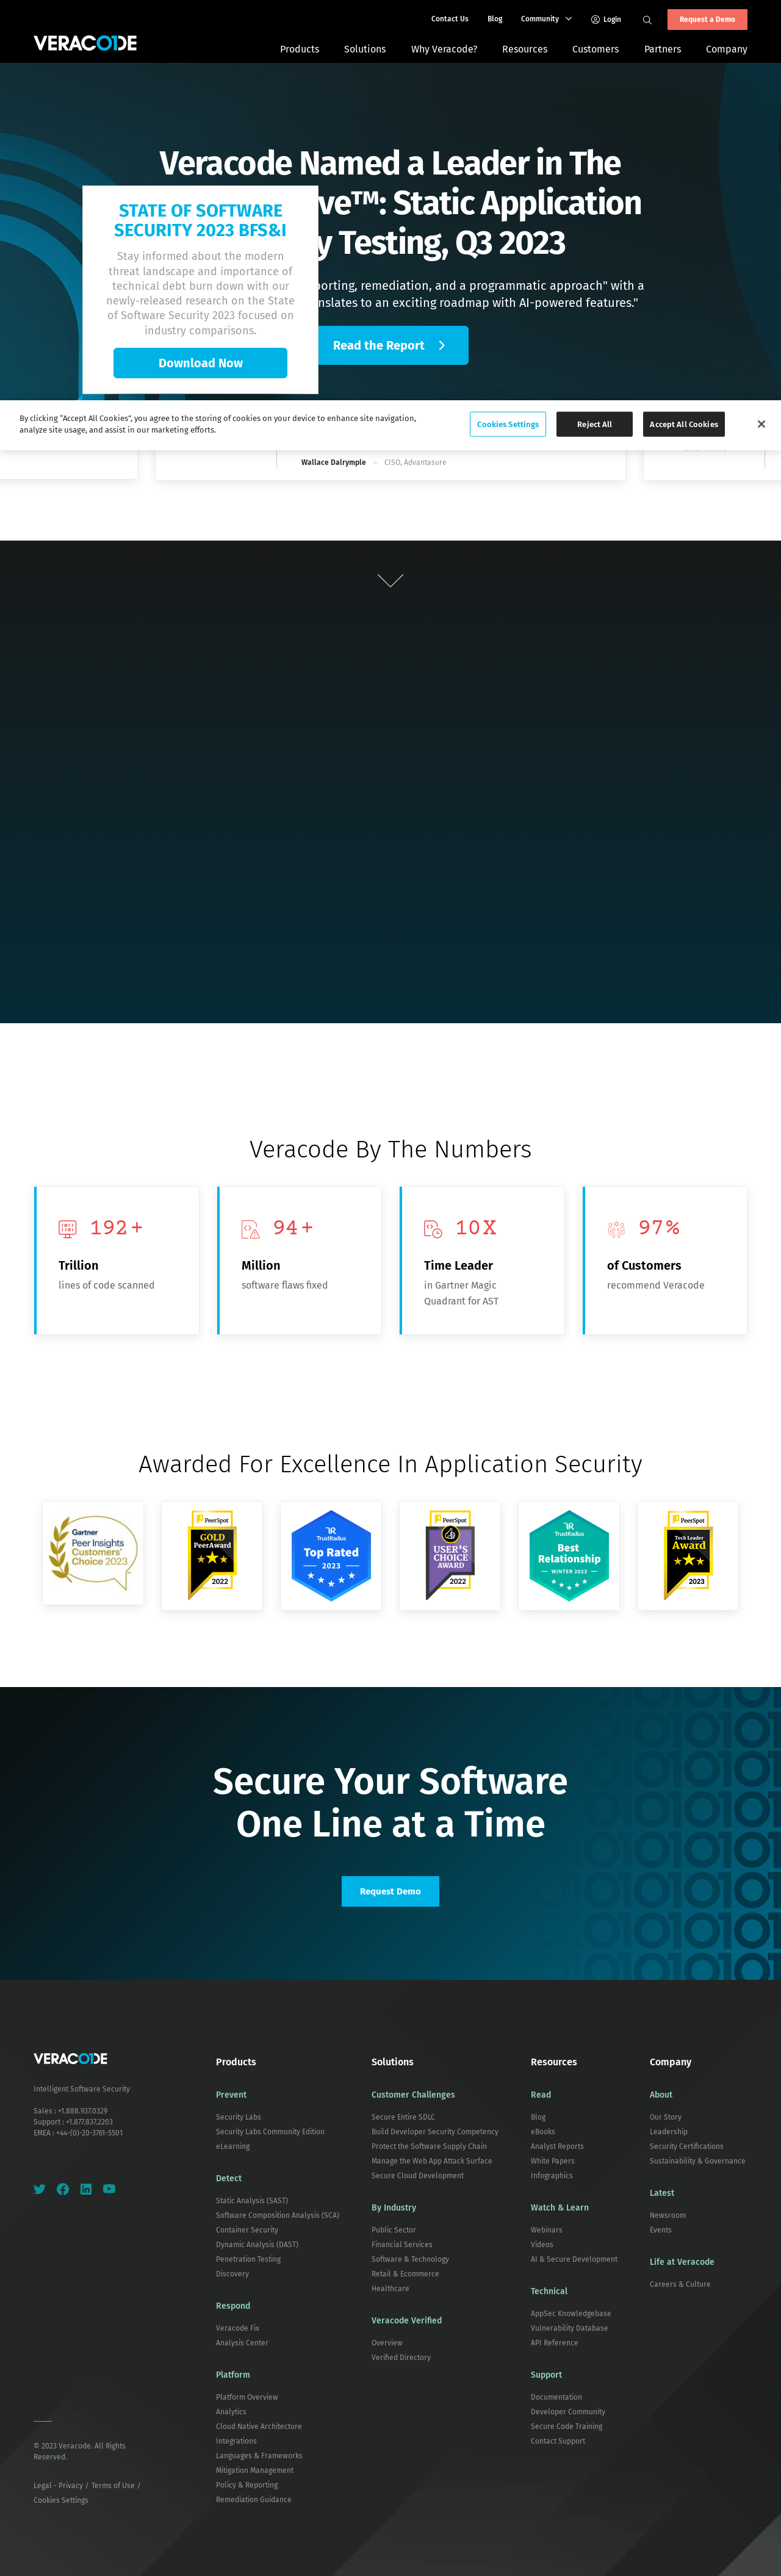 Contact Us
Blog
Community
Login
Request a Demo
VERACODE
Products
Solutions
Why Veracode?
Resources
Customers
Partners
Company
Veracode Named a Leader in The
ve™: Static Application
y Testing, Q3 2023
STATE OF SOFTWARE
SECURITY 2023 BFS&I
Stay informed about the modern
threat landscape and importance of
technical debt burn down with our
newly-released research on the State
of Software Security 2023 focused on
industry comparisons.
Download Now
porting, remediation, and a programmatic approach" with a
translates to an exciting roadmap with AI-powered features."
Read the Report
By clicking "Accept All Cookies", you agree to the storing of cookies on your device to enhance site navigation,
analyze site usage, and assist in our marketing efforts.
Cookies Settings
Reject All
Accept All Cookies
Wallace Dalrymple – CISO, Advantasure
Veracode By The Numbers
192+
Trillion
lines of code scanned
94+
Million
software flaws fixed
10X
Time Leader
in Gartner Magic
Quadrant for AST
97%
of Customers
recommend Veracode
Awarded For Excellence In Application Security
Gartner
Peer Insights
Customers'
Choice 2023
PeerSpot
GOLD
PeerAward
2022
TrustRadius
Top Rated
2023
PeerSpot
USER'S
CHOICE
AWARD
2022
TrustRadius
Best
Relationship
WINTER 2023
PeerSpot
Tech Leader
Award
2023
Secure Your Software
One Line at a Time
Request Demo
VERACODE
Intelligent Software Security
Sales : +1.888.937.0329
Support : +1.877.837.2203
EMEA : +44-(0)-20-3761-5501
© 2023 Veracode. All Rights
Reserved.
Legal - Privacy / Terms of Use /
Cookies Settings
Products
Prevent
Security Labs
Security Labs Community Edition
eLearning
Detect
Static Analysis (SAST)
Software Composition Analysis (SCA)
Container Security
Dynamic Analysis (DAST)
Penetration Testing
Discovery
Respond
Veracode Fix
Analysis Center
Platform
Platform Overview
Analytics
Cloud Native Architecture
Integrations
Languages & Frameworks
Mitigation Management
Policy & Reporting
Remediation Guidance
Solutions
Customer Challenges
Secure Entire SDLC
Build Developer Security Competency
Protect the Software Supply Chain
Manage the Web App Attack Surface
Secure Cloud Development
By Industry
Public Sector
Financial Services
Software & Technology
Retail & Ecommerce
Healthcare
Veracode Verified
Overview
Verified Directory
Resources
Read
Blog
eBooks
Analyst Reports
White Papers
Infographics
Watch & Learn
Webinars
Videos
AI & Secure Development
Technical
AppSec Knowledgebase
Vulnerability Database
API Reference
Support
Documentation
Developer Community
Secure Code Training
Contact Support
Company
About
Our Story
Leadership
Security Certifications
Sustainability & Governance
Latest
Newsroom
Events
Life at Veracode
Careers & Culture